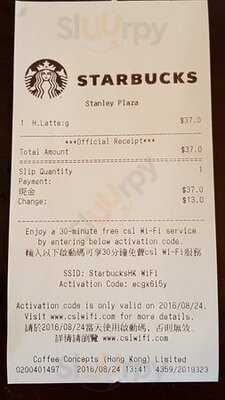 STARBUCKS
Stanley Plaza
1 H.Latte:g $37.0
***Official Receipt***
Total Amount $37.0
Slip Quantity 1
Payment:
現金 $37.0
Change: $13.0
Enjoy a 30-minute free csl Wi-Fi service
by entering below activation code.
輸入以下啟動碼可享30分鐘免費csl Wi-Fi服務
SSID: StarbucksHK WiFi
Activation Code: ecgx6i5y
Activation code is only valid on 2016/08/24.
Visit www.cslwifi.com for more details.
請於2016/08/24當天使用啟動碼, 否則無效.
詳情請瀏覽 www.cslwifi.com
Coffee Concepts (Hong Kong) Limited
0200401497 2016/08/24 13:41 4359/2019323